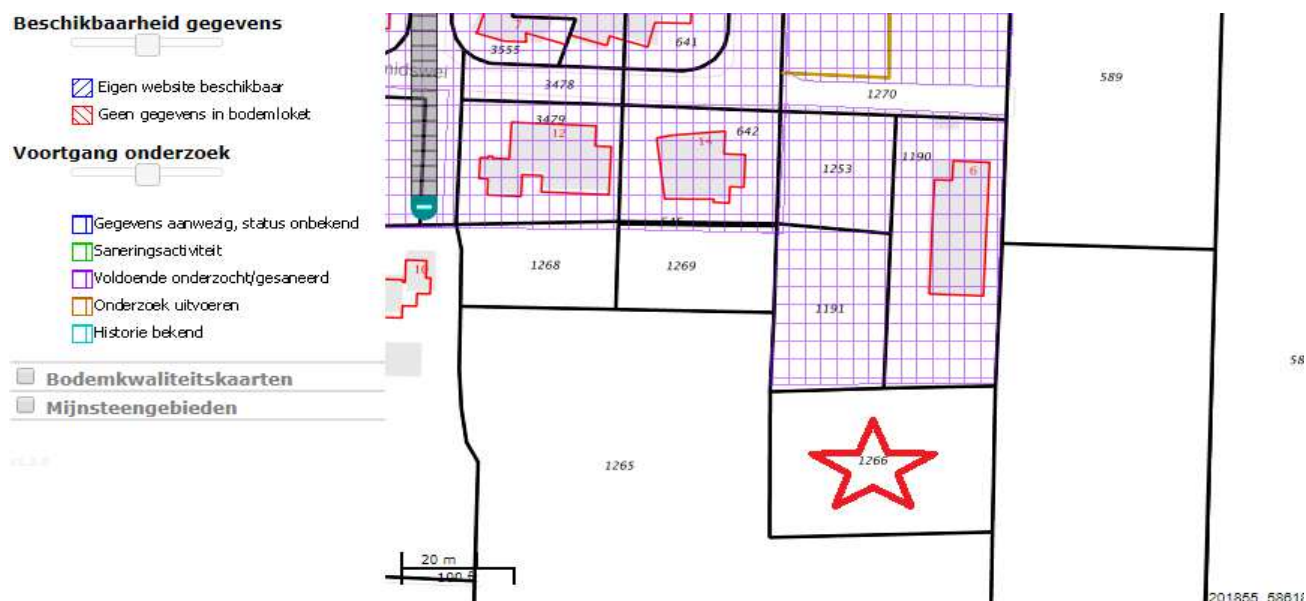 Beschikbaarheid gegevens
Eigen website beschikbaar
Geen gegevens in bodemloket
Voortgang onderzoek
Gegevens aanwezig, status onbekend
Saneringsactiviteit
Voldoende onderzocht/gesaneerd
Onderzoek uitvoeren
Historie bekend
Bodemkwaliteitskaarten
Mijnsteengebieden
3555
641
589
3478
1270
3479
12
14
642
1253
1190
6
1268
1269
10
1191
58
1265
1266
20 m